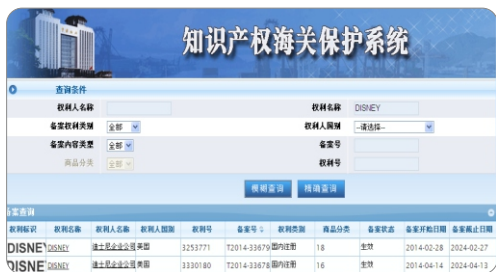 知识产权海关保护系统
查询条件
权利人名称 权利名称 DISNEY
备案权利类别 全部 权利人国别 --请选择--
备案内容类型 全部 备案号
商品分类 全部 权利号
模糊查询 精确查询
备案查询
权利标识 权利名称 权利人名称 权利人国别 权利号 备案号 权利类别 商品分类 备案状态 备案开始日期 备案截止日期
DISNE DISNEY 迪士尼企业公司 美国 3253771 T2014-33679 国内注册 18 生效 2014-02-28 2024-02-27
DISNE DISNEY 迪士尼企业公司 美国 3330180 T2014-33686 国内注册 16 生效 2014-04-14 2024-04-13